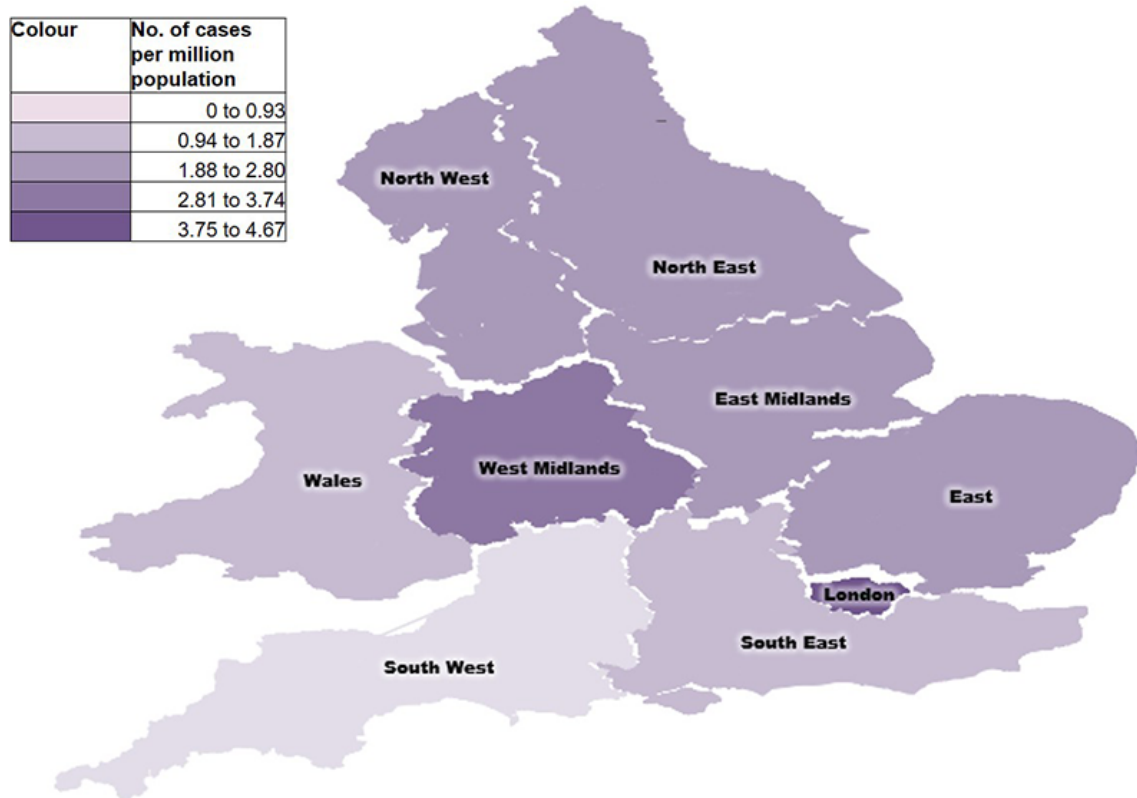 Colour No. of cases
per million
population
0 to 0.93
0.94 to 1.87
1.88 to 2.80
2.81 to 3.74
3.75 to 4.67
North West
North East
East Midlands
West Midlands
Wales
East
London
South East
South West